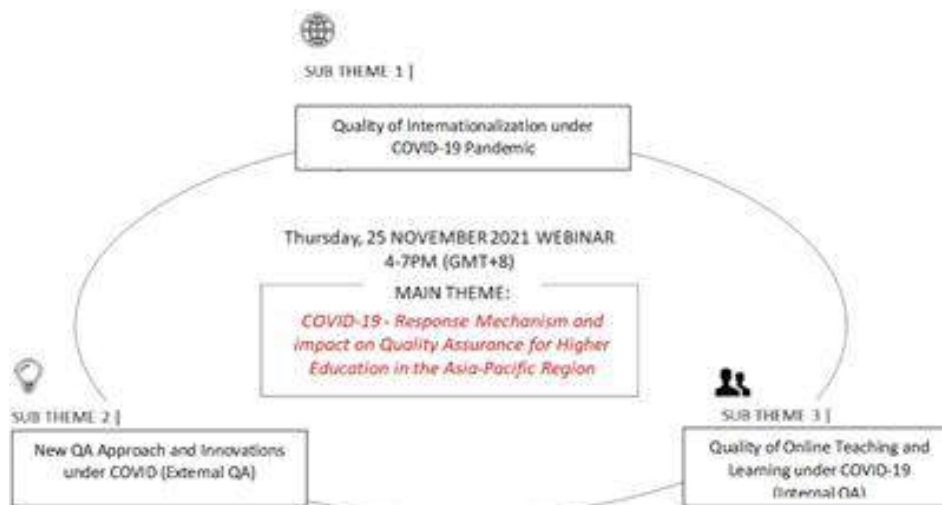 SUB THEME 1 |
Quality of Internationalization under
COVID-19 Pandemic
Thursday, 25 NOVEMBER 2021 WEBINAR
4-7PM (GMT+8)
MAIN THEME:
COVID-19 - Response Mechanism and
impact on Quality Assurance for Higher
Education in the Asia-Pacific Region
SUB THEME 2 |
New QA Approach and Innovations
under COVID (External QA)
SUB THEME 3 |
Quality of Online Teaching and
Learning under COVID-19
(Internal QA)